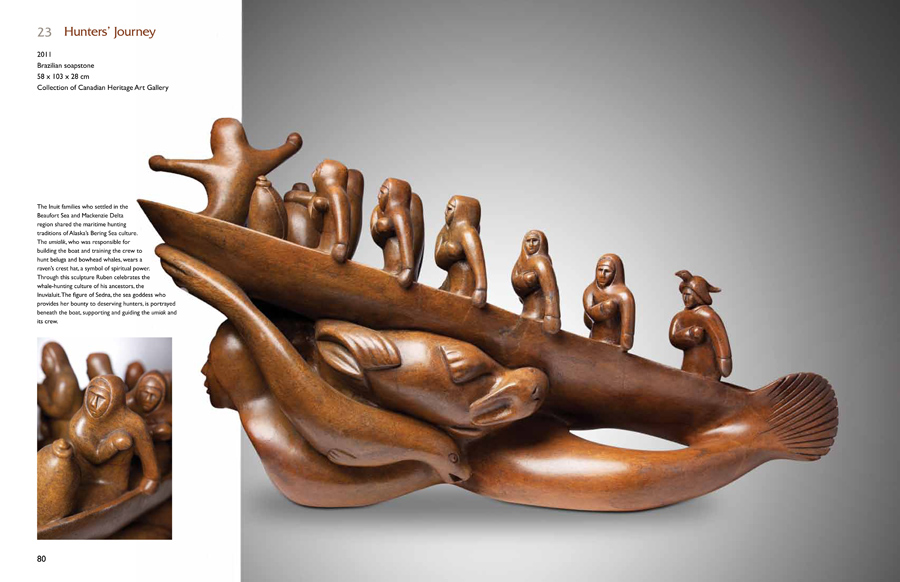 23 Hunters' Journey
2011
Brazilian soapstone
58 x 103 x 28 cm
Collection of Canadian Heritage Art Gallery
The Inuit families who settled in the
Beaufort Sea and Mackenzie Delta
region shared the maritime hunting
traditions of Alaska's Bering Sea culture.
The umialik, who was responsible for
building the boat and training the crew to
hunt beluga and bowhead whales, wears a
raven's crest hat, a symbol of spiritual power.
Through this sculpture Ruben celebrates the
whale-hunting culture of his ancestors, the
Inuvialuit. The figure of Sedna, the sea goddess who
provides her bounty to deserving hunters, is portrayed
beneath the boat, supporting and guiding the umiak and
its crew.
80